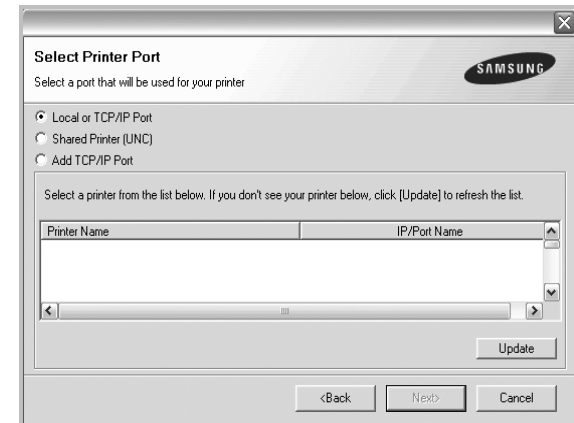 Select Printer Port
Select a port that will be used for your printer
SAMSUNG
Local or TCP/IP Port
Shared Printer (UNC)
Add TCP/IP Port
Select a printer from the list below. If you don't see your printer below, click [Update] to refresh the list.
Printer Name IP/Port Name
Update
<Back Next> Cancel